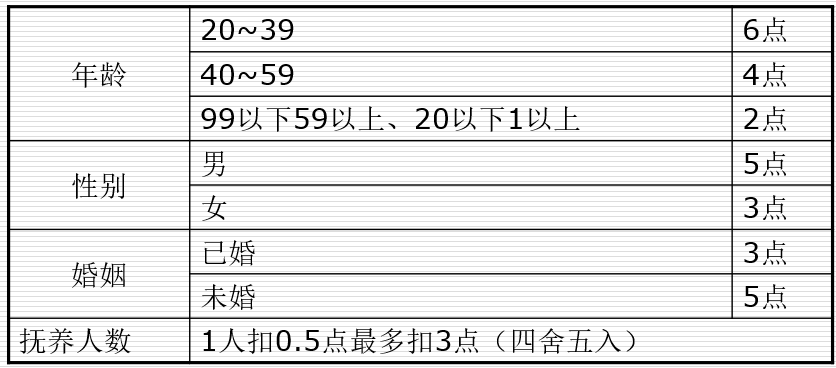 年龄
20~39
6点
40~59
4点
99以下59以上、20以下1以上
2点
性别
男
5点
女
3点
婚姻
已婚
3点
未婚
5点
抚养人数
1人扣0.5点最多扣3点（四舍五入）